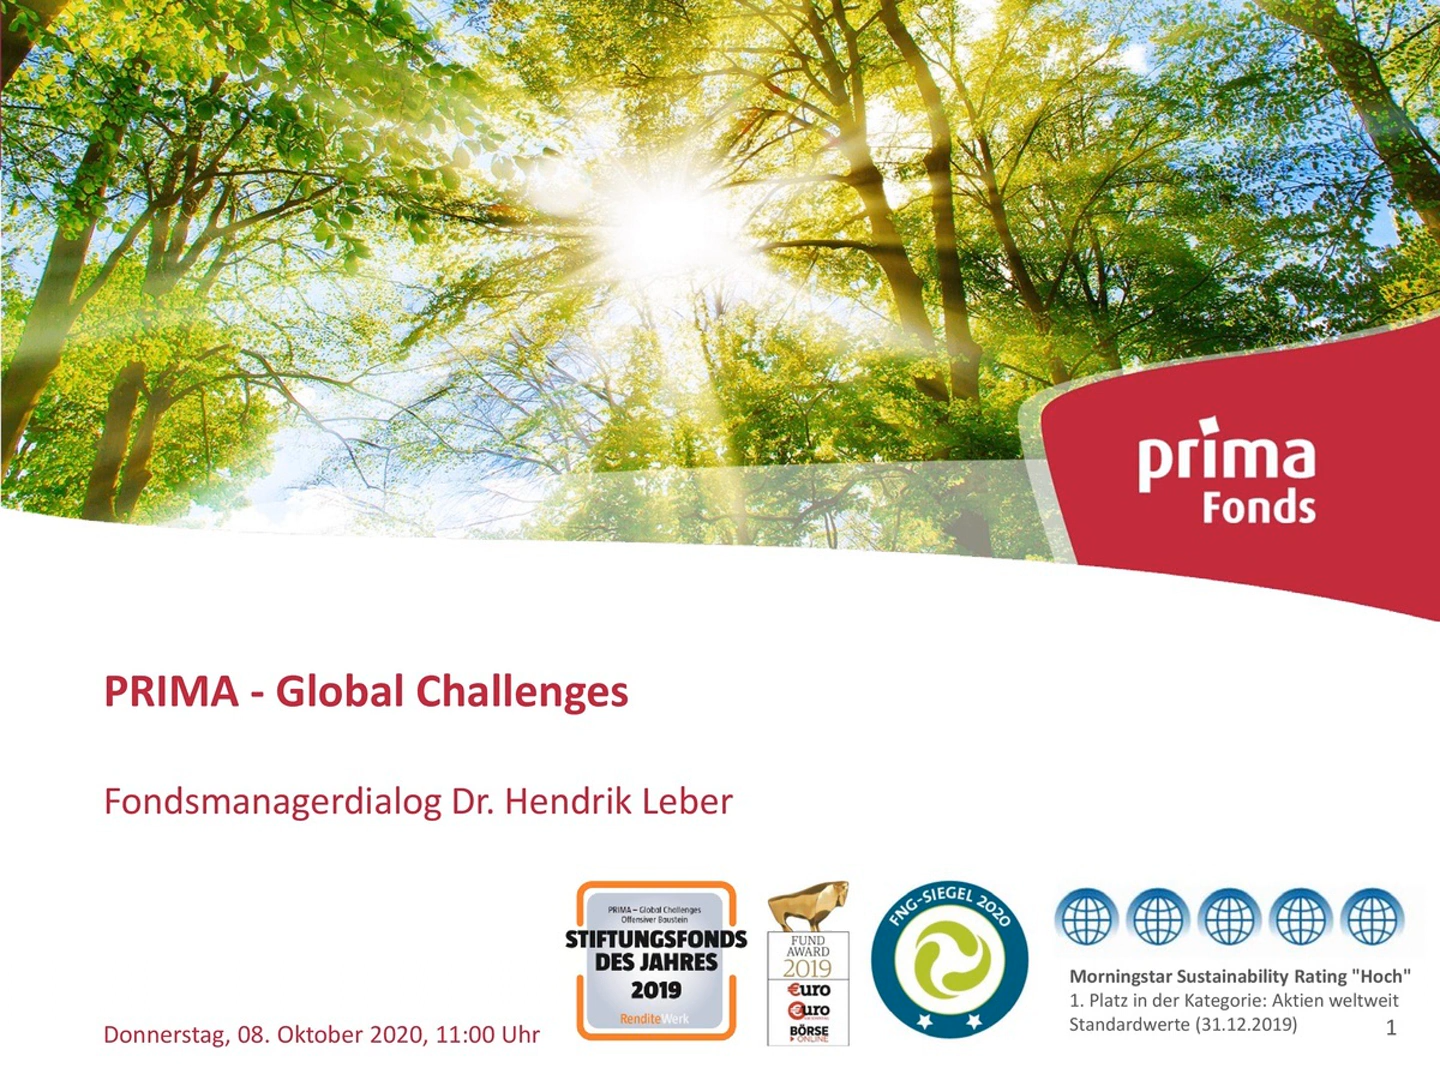 prima
Fonds
PRIMA - Global Challenges
Fondsmanagerdialog Dr. Hendrik Leber
PRIMA – Global Challenges
Offensiver Baustein
STIFTUNGSFONDS
DES JAHRES
2019
RenditeWerk
FUND
AWARD
2019
€uro
€uro
BÖRSE
ONLINE
FNG-SIEGEL 2020
Morningstar Sustainability Rating "Hoch"
1. Platz in der Kategorie: Aktien weltweit
Standardwerte (31.12.2019)
Donnerstag, 08. Oktober 2020, 11:00 Uhr
1